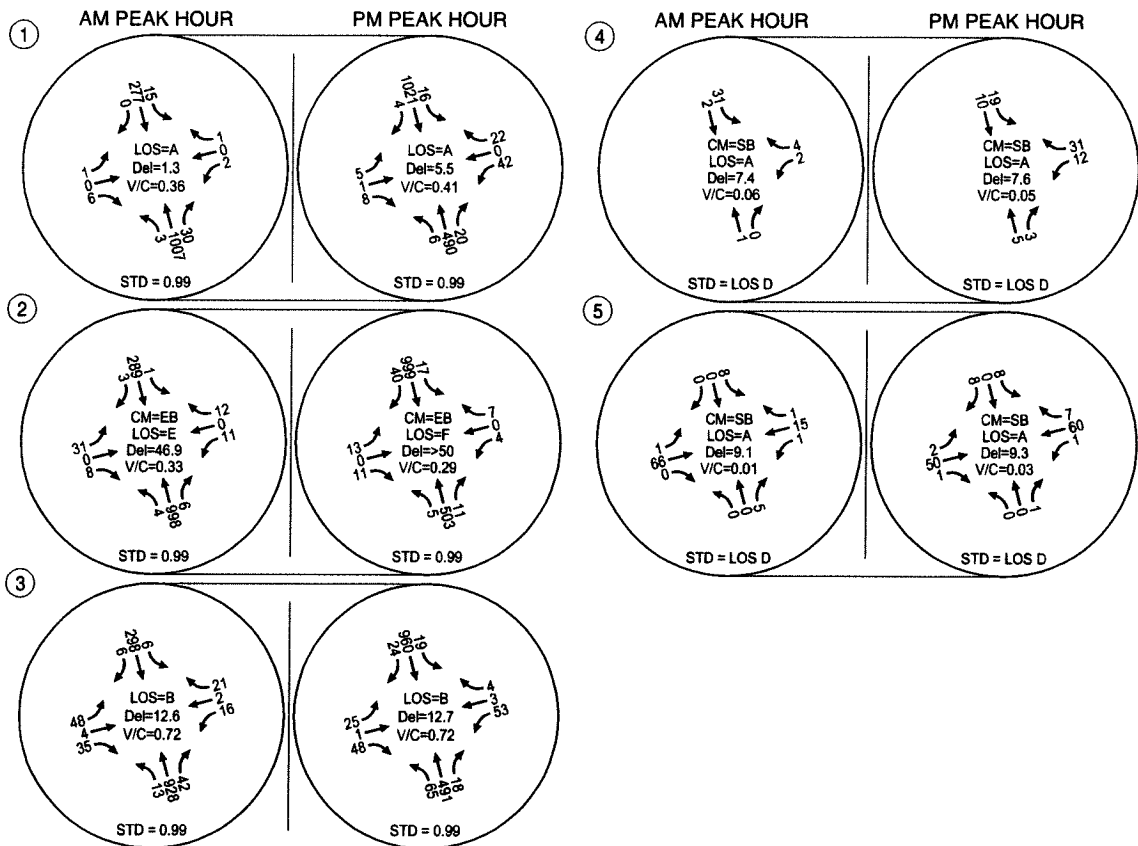 AM PEAK HOUR
PM PEAK HOUR
1
0 277 15
1
0
2
1
0
6
LOS=A
Del=1.3
V/C=0.36
3 1007 30
STD = 0.99
4 1021 16
22
0
42
5
1
8
LOS=A
Del=5.5
V/C=0.41
6 490 20
STD = 0.99
2
3 289 1
12
0
11
31
0
8
CM=EB
LOS=E
Del=46.9
V/C=0.33
4 998 6
STD = 0.99
40 999 17
7
0
4
13
0
11
CM=EB
LOS=F
Del=>50
V/C=0.29
5 503 11
STD = 0.99
3
6 298 6
21
2
16
48
4
35
LOS=B
Del=12.6
V/C=0.72
13 928 42
STD = 0.99
24 960 19
4
3
53
25
1
48
LOS=B
Del=12.7
V/C=0.72
65 491 18
STD = 0.99
AM PEAK HOUR
PM PEAK HOUR
4
2 31
4
2
CM=SB
LOS=A
Del=7.4
V/C=0.06
1 0
STD = LOS D
10 19
31
12
CM=SB
LOS=A
Del=7.6
V/C=0.05
5 3
STD = LOS D
5
0 0 8
1
15
1
1
66
0
CM=SB
LOS=A
Del=9.1
V/C=0.01
0 0 5
STD = LOS D
8 0 8
7
60
1
2
50
1
CM=SB
LOS=A
Del=9.3
V/C=0.03
0 0 1
STD = LOS D